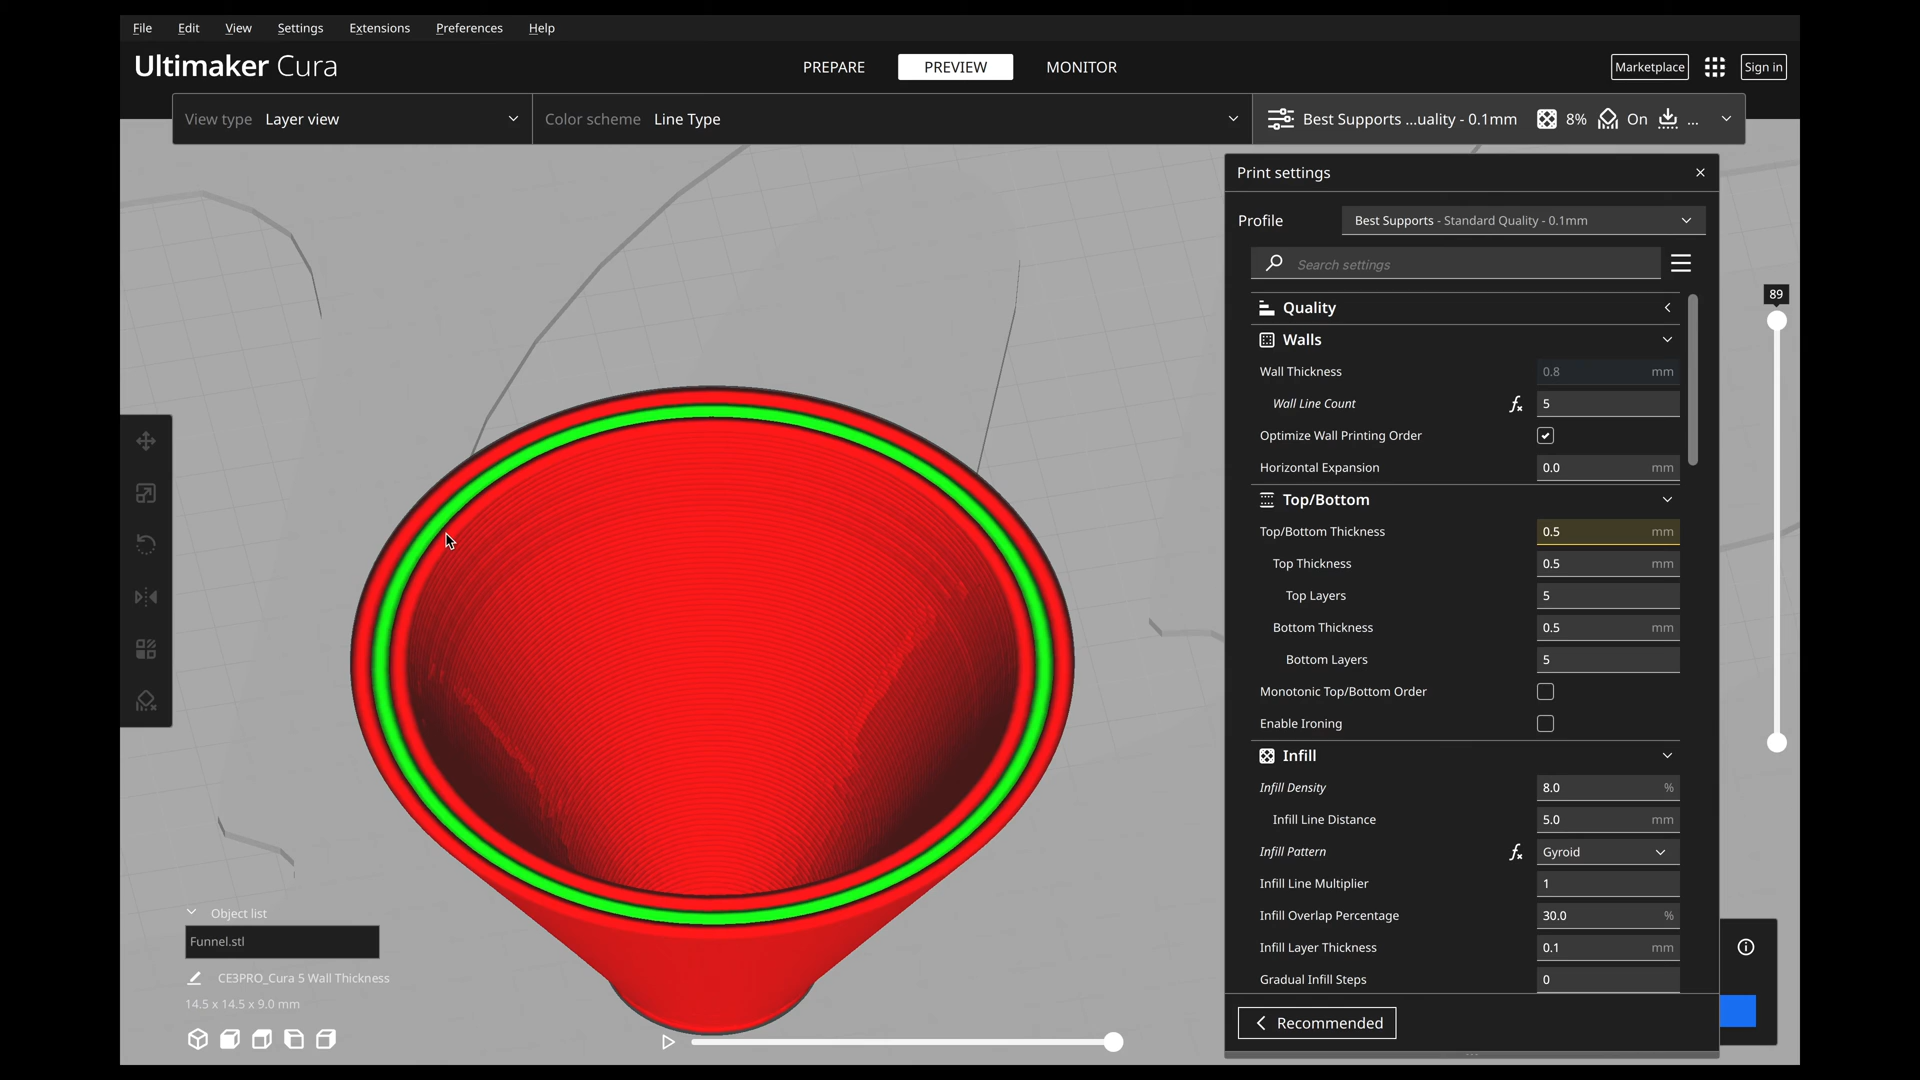 File Edit View Settings Extensions Preferences Help
Ultimaker Cura
PREPARE PREVIEW MONITOR
Marketplace Sign in
View type Layer view
Color scheme Line Type
Best Supports ...uality - 0.1mm 8% On ...
Print settings
Profile Best Supports - Standard Quality - 0.1mm
Search settings
Quality
89
Walls
Wall Thickness 0.8 mm
Wall Line Count fx 5
Optimize Wall Printing Order
Horizontal Expansion 0.0 mm
Top/Bottom
Top/Bottom Thickness 0.5 mm
Top Thickness 0.5 mm
Top Layers 5
Bottom Thickness 0.5 mm
Bottom Layers 5
Monotonic Top/Bottom Order
Enable Ironing
Infill
Infill Density 8.0 %
Infill Line Distance 5.0 mm
Infill Pattern fx Gyroid
Infill Line Multiplier 1
Infill Overlap Percentage 30.0 %
Infill Layer Thickness 0.1 mm
Gradual Infill Steps 0
Recommended
Object list
Funnel.stl
CE3PRO_Cura 5 Wall Thickness
14.5 x 14.5 x 9.0 mm